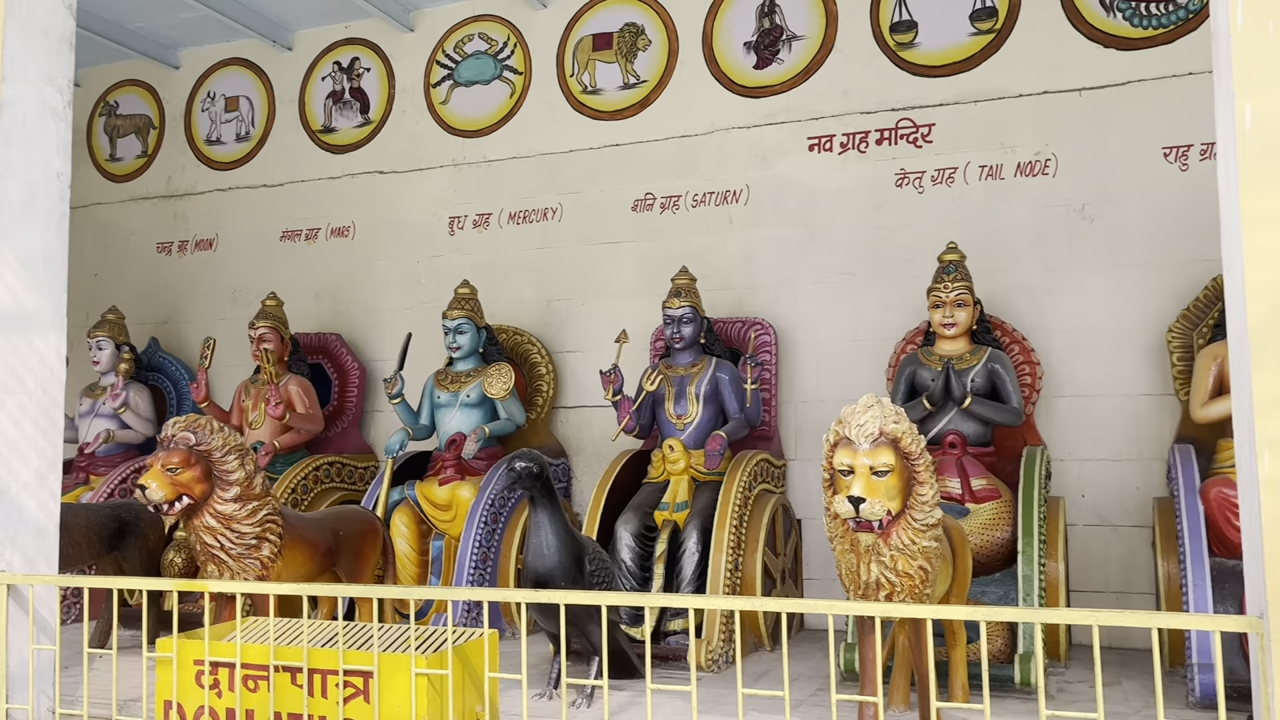 नव ग्रह मन्दिर
चन्द्र ग्रह (MOON)
मंगल ग्रह (MARS)
बुध ग्रह (MERCURY)
शनि ग्रह (SATURN)
केतु ग्रह (TAIL NODE)
राहु
दान पात्र